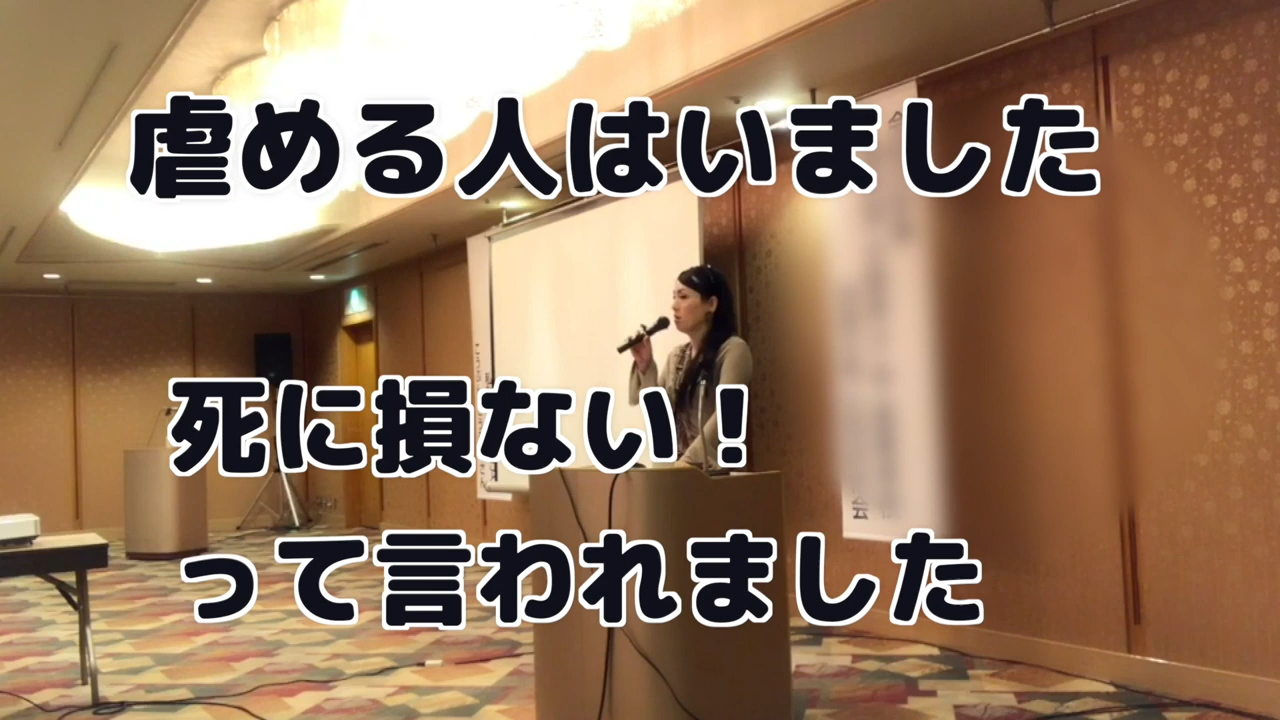 虐める人はいました
死に損ない！
って言われました
会